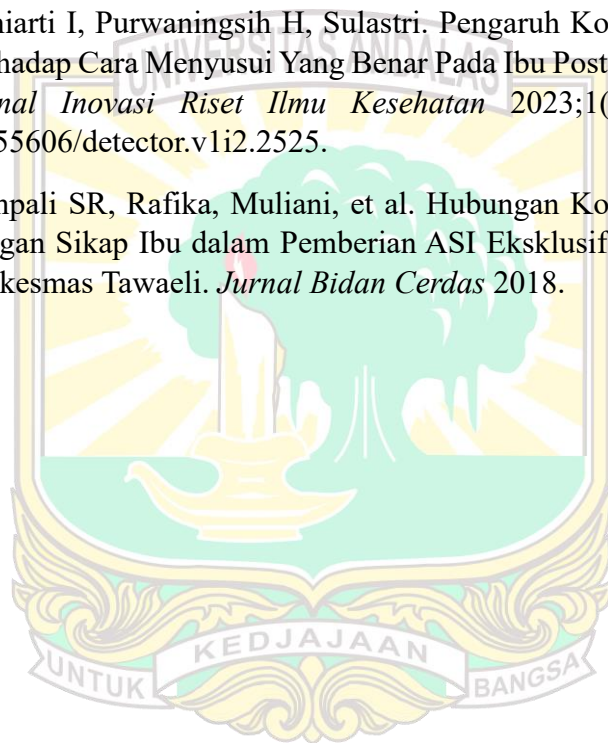 niarti I, Purwaningsih H, Sulastri. Pengaruh Ko
hadap Cara Menyusui Yang Benar Pada Ibu Post
nal Inovasi Riset Ilmu Kesehatan 2023;1(
55606/detector.v1i2.2525.
npali SR, Rafika, Muliani, et al. Hubungan Ko
gan Sikap Ibu dalam Pemberian ASI Eksklusif
kesmas Tawaeli. Jurnal Bidan Cerdas 2018.
UNIVERSITAS ANDALAS
KEDJAJAAN
UNTUK BANGSA